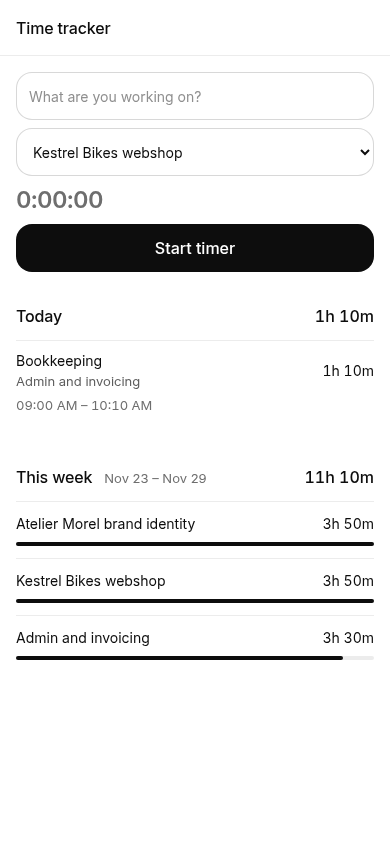 Time tracker
What are you working on?
Kestrel Bikes webshop
0:00:00
Start timer
Today 1h 10m
Bookkeeping 1h 10m
Admin and invoicing
09:00 AM – 10:10 AM
This week Nov 23 – Nov 29 11h 10m
Atelier Morel brand identity 3h 50m
Kestrel Bikes webshop 3h 50m
Admin and invoicing 3h 30m